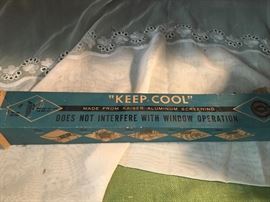 "KEEP COOL"
MADE FROM KAISER ALUMINUM SCREENING
DOES NOT INTERFERE WITH WINDOW OPERATION